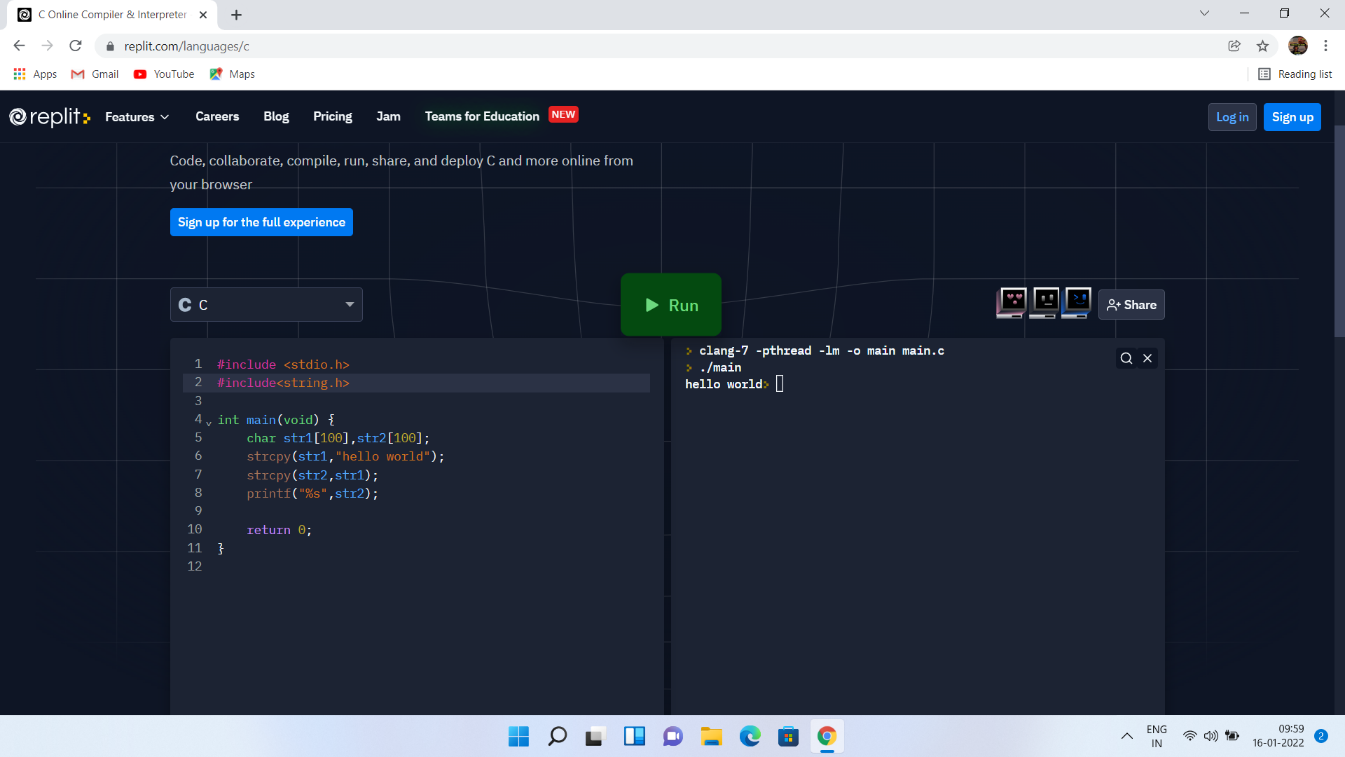 C Online Compiler & Interpreter
replit.com/languages/c
Apps Gmail YouTube Maps Reading list
replit Features Careers Blog Pricing Jam Teams for Education NEW Log in Sign up
Code, collaborate, compile, run, share, and deploy C and more online from
your browser
Sign up for the full experience
C C
Run
Share
1 #include <stdio.h>
2 #include<string.h>
3
4 int main(void) {
5 char str1[100],str2[100];
6 strcpy(str1,"hello world");
7 strcpy(str2,str1);
8 printf("%s",str2);
9
10 return 0;
11 }
12
> clang-7 -pthread -lm -o main main.c
> ./main
hello world>
ENG
IN
09:59
16-01-2022
2